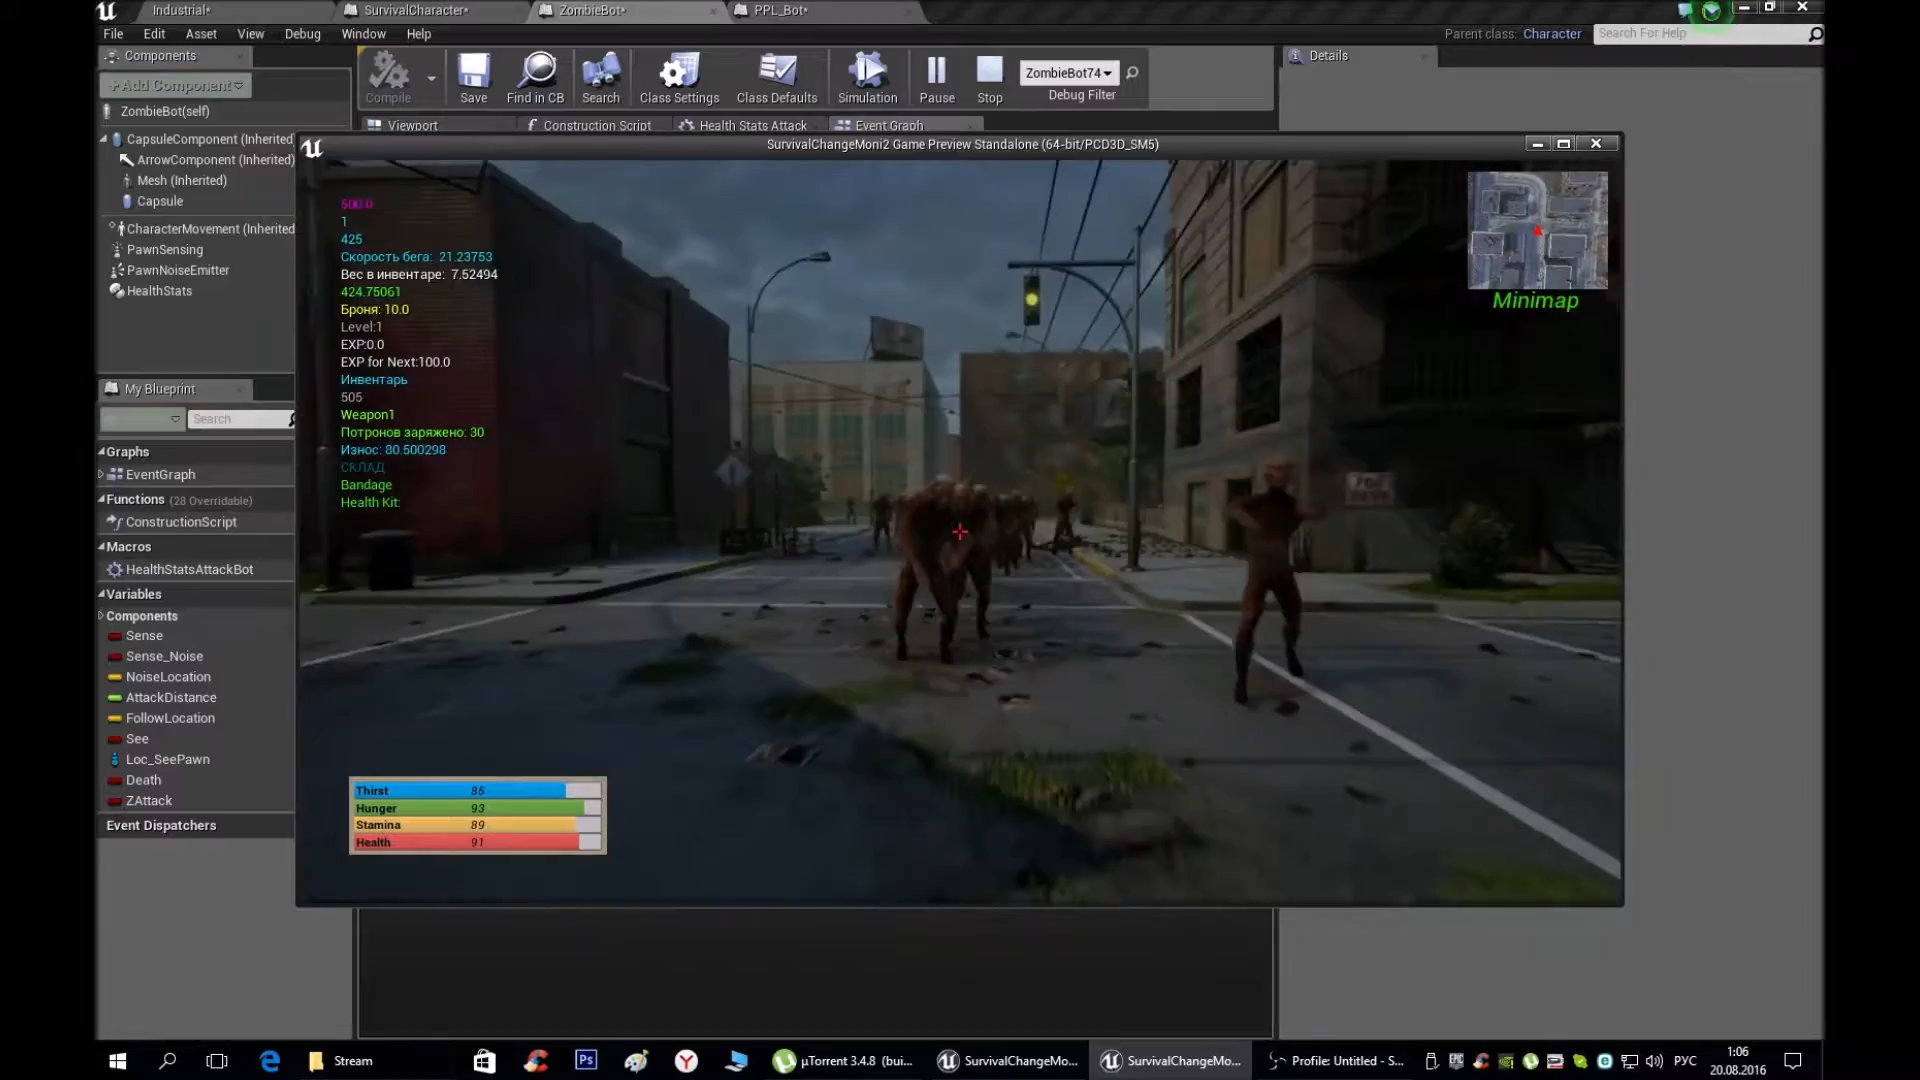 Industrial*
SurvivalCharacter*
ZombieBot*
PPL_Bot*
File Edit Asset View Debug Window Help
Parent class: Character
Search For Help
Components
+Add Component
ZombieBot(self)
CapsuleComponent (Inherited)
ArrowComponent (Inherited)
Mesh (Inherited)
Capsule
CharacterMovement (Inherited
PawnSensing
PawnNoiseEmitter
HealthStats
Compile
Save
Find in CB
Search
Class Settings
Class Defaults
Simulation
Pause
Stop
ZombieBot74
Debug Filter
Details
Viewport
Construction Script
Health Stats Attack
Event Graph
SurvivalChangeMoni2 Game Preview Standalone (64-bit/PCD3D_SM5)
500.0
1
425
Скорость бега: 21.23753
Вес в инвентаре: 7.52494
424.75061
Броня: 10.0
Level:1
EXP:0.0
EXP for Next:100.0
Инвентарь
505
Weapon1
Потронов заряжено: 30
Износ: 80.500298
СКЛАД
Bandage
Health Kit:
Minimap
Thirst 85
Hunger 93
Stamina 89
Health 91
My Blueprint
Search
Graphs
EventGraph
Functions (28 Overridable)
ConstructionScript
Macros
HealthStatsAttackBot
Variables
Components
Sense
Sense_Noise
NoiseLocation
AttackDistance
FollowLocation
See
Loc_SeePawn
Death
ZAttack
Event Dispatchers
Stream
Ps
µTorrent 3.4.8 (bui...
SurvivalChangeMo...
SurvivalChangeMo...
Profile: Untitled - S...
РУС
1:06
20.08.2016